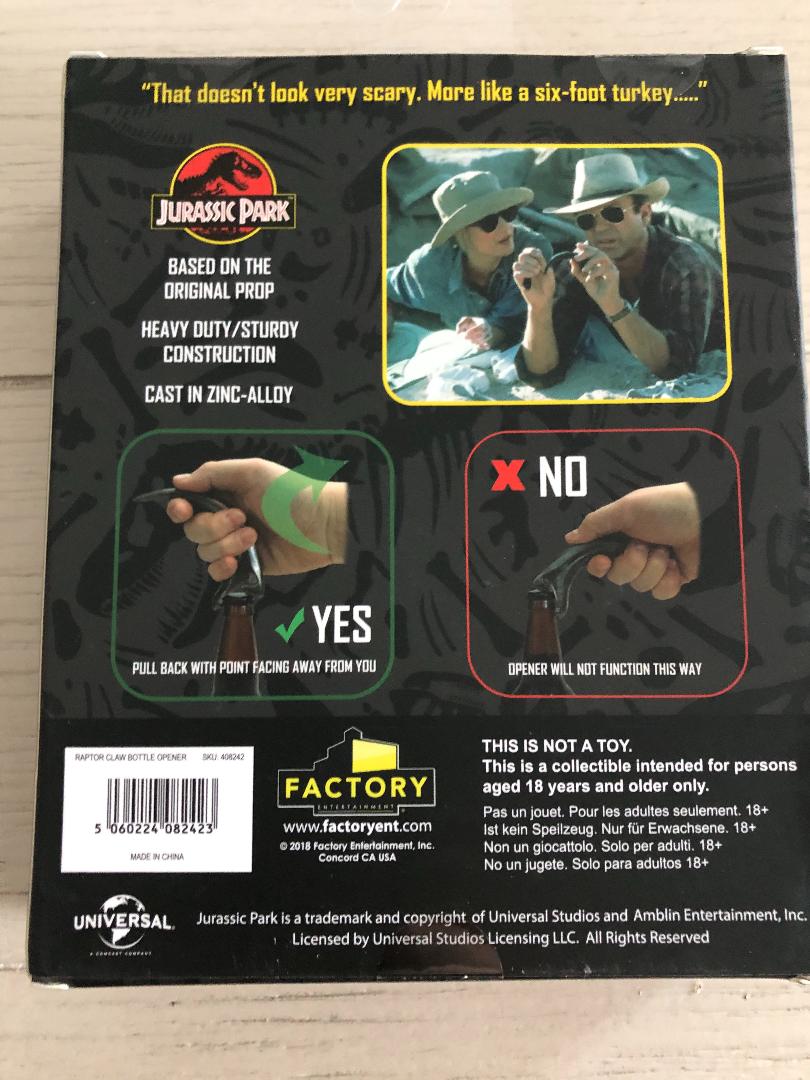 “That doesn’t look very scary. More like a six-foot turkey.....”
JURASSIC PARK
BASED ON THE
ORIGINAL PROP
HEAVY DUTY/STURDY
CONSTRUCTION
CAST IN ZINC-ALLOY
YES
PULL BACK WITH POINT FACING AWAY FROM YOU
X NO
OPENER WILL NOT FUNCTION THIS WAY
RAPTOR CLAW BOTTLE OPENER SKU: 408242
5 060224 082423
MADE IN CHINA
FACTORY
ENTERTAINMENT
www.factoryent.com
© 2018 Factory Entertainment, Inc.
Concord CA USA
THIS IS NOT A TOY.
This is a collectible intended for persons
aged 18 years and older only.
Pas un jouet. Pour les adultes seulement. 18+
Ist kein Speilzeug. Nur für Erwachsene. 18+
Non un giocattolo. Solo per adulti. 18+
No un jugete. Solo para adultos 18+
UNIVERSAL
A COMCAST COMPANY
Jurassic Park is a trademark and copyright of Universal Studios and Amblin Entertainment, Inc.
Licensed by Universal Studios Licensing LLC. All Rights Reserved